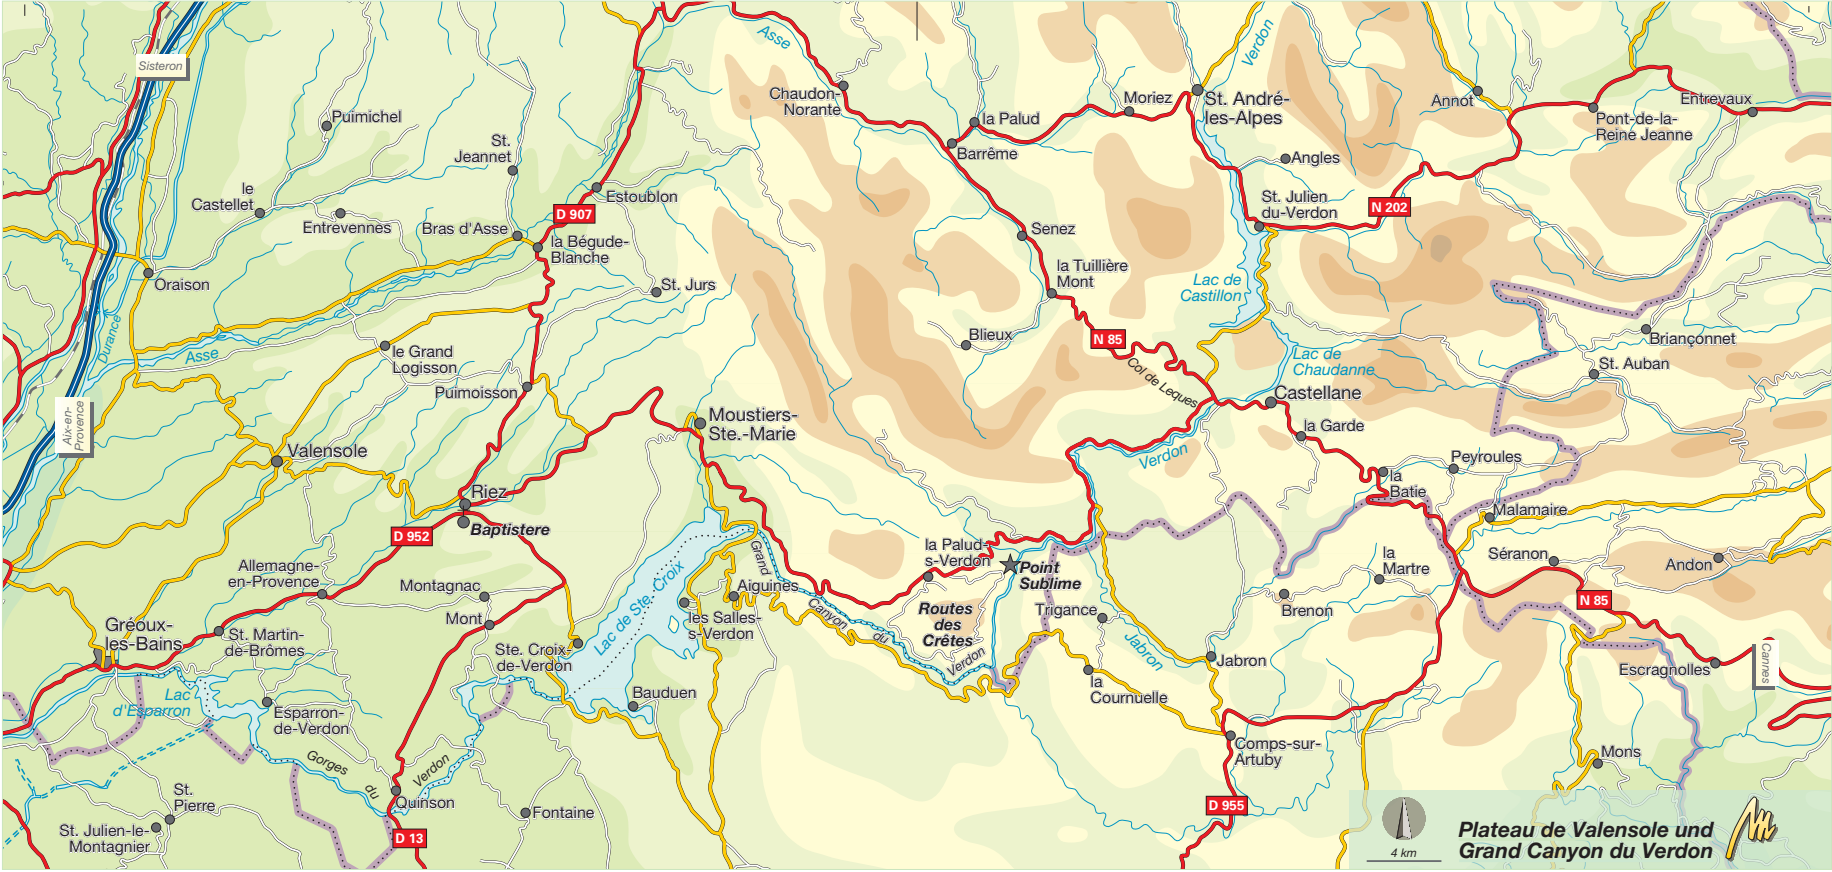 Sisteron
Asse
Verdon
Chaudon-
Norante
Puimichel
la Palud
Moriez
St. André-
les-Alpes
Annot
Entrevaux
Pont-de-la-
Reine Jeanne
St.
Jeannet
Barrême
Angles
le
Castellet
Estoublon
D 907
St. Julien
du-Verdon
N 202
Entrevennes
Bras d'Asse
la Bégude-
Blanche
Senez
Oraison
St. Jurs
la Tuillière
Mont
Lac de
Castillon
Durance
Asse
le Grand
Logisson
Blieux
N 85
Col de Leques
Lac de
Chaudanne
Briançonnet
St. Auban
Puimoisson
Castellane
Aix-en-
Provence
Moustiers-
Ste.-Marie
la Garde
Valensole
Verdon
Peyroules
la
Batie
Riez
Baptistere
Malamaire
D 952
Grand
Canyon
du
Verdon
la Palud-
s-Verdon
Point
Sublime
la
Martre
Séranon
Andon
Allemagne-
en-Provence
Montagnac
Lac de Ste. Croix
Aiguines
Brenon
N 85
Routes
des
Crêtes
Trigance
Mont
les Salles-
s-Verdon
Gréoux-
les-Bains
St. Martin-
de-Brômes
Ste. Croix-
de-Verdon
Jabron
Jabron
Escragnolles
Cannes
Lac
d'Esparron
Bauduen
la
Cournuelle
Esparron-
de-Verdon
Comps-sur-
Artuby
Mons
Gorges
du
Verdon
St.
Pierre
Quinson
Fontaine
D 955
St. Julien-le-
Montagnier
D 13
4 km
Plateau de Valensole und
Grand Canyon du Verdon